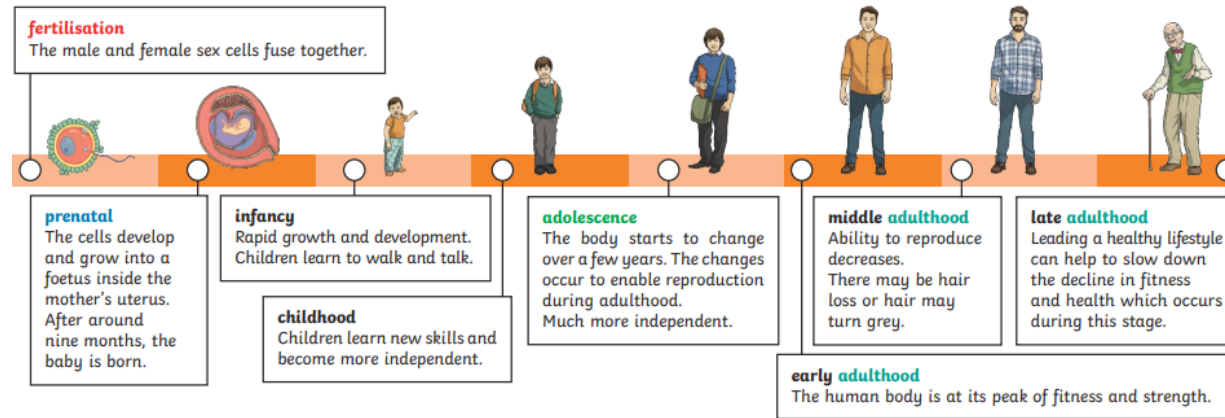 fertilisation
The male and female sex cells fuse together.
prenatal
The cells develop
and grow into a
foetus inside the
mother's uterus.
After around
nine months, the
baby is born.
infancy
Rapid growth and development.
Children learn to walk and talk.
childhood
Children learn new skills and
become more independent.
adolescence
The body starts to change
over a few years. The changes
occur to enable reproduction
during adulthood.
Much more independent.
early adulthood
The human body is at its peak of fitness and strength.
middle adulthood
Ability to reproduce
decreases.
There may be hair
loss or hair may
turn grey.
late adulthood
Leading a healthy lifestyle
can help to slow down
the decline in fitness
and health which occurs
during this stage.